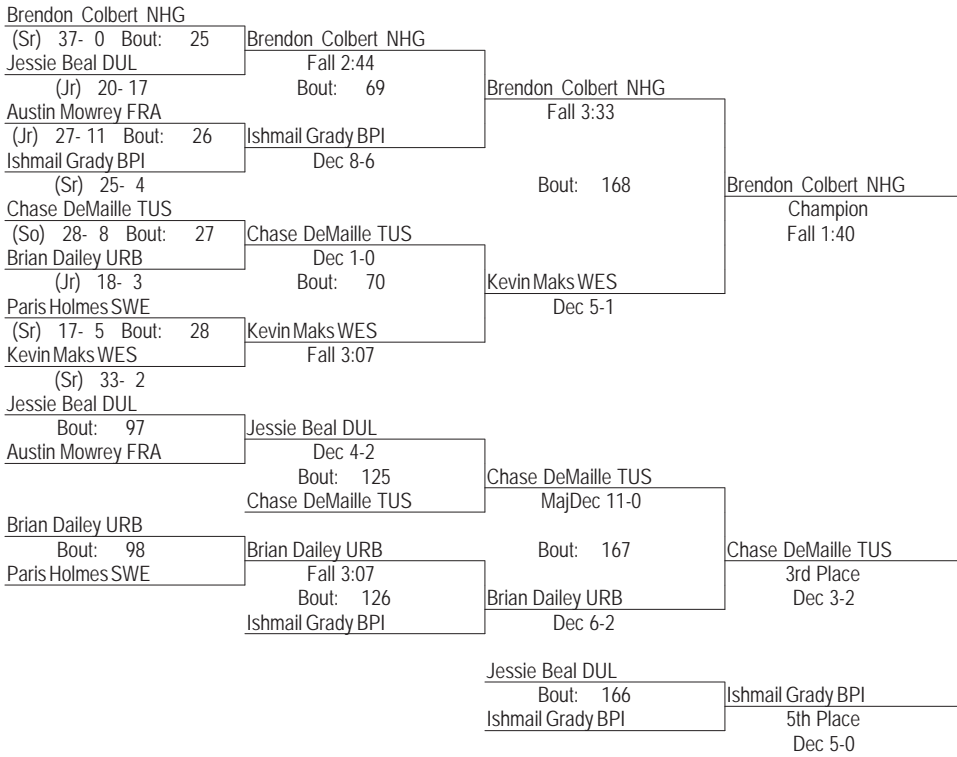 Brendon Colbert NHG
(Sr) 37- 0 Bout: 25
Jessie Beal DUL
(Jr) 20- 17
Austin Mowrey FRA
(Jr) 27- 11 Bout: 26
Ishmail Grady BPI
(Sr) 25- 4
Chase DeMaille TUS
(So) 28- 8 Bout: 27
Brian Dailey URB
(Jr) 18- 3
Paris Holmes SWE
(Sr) 17- 5 Bout: 28
Kevin Maks WES
(Sr) 33- 2
Brendon Colbert NHG
Fall 2:44
Bout: 69
Ishmail Grady BPI
Dec 8-6
Chase DeMaille TUS
Dec 1-0
Bout: 70
Kevin Maks WES
Fall 3:07
Brendon Colbert NHG
Fall 3:33
Bout: 168
Kevin Maks WES
Dec 5-1
Brendon Colbert NHG
Champion
Fall 1:40
Jessie Beal DUL
Bout: 97
Austin Mowrey FRA
Brian Dailey URB
Bout: 98
Paris Holmes SWE
Jessie Beal DUL
Dec 4-2
Bout: 125
Chase DeMaille TUS
Brian Dailey URB
Fall 3:07
Bout: 126
Ishmail Grady BPI
Chase DeMaille TUS
MajDec 11-0
Bout: 167
Brian Dailey URB
Dec 6-2
Chase DeMaille TUS
3rd Place
Dec 3-2
Jessie Beal DUL
Bout: 166
Ishmail Grady BPI
Ishmail Grady BPI
5th Place
Dec 5-0